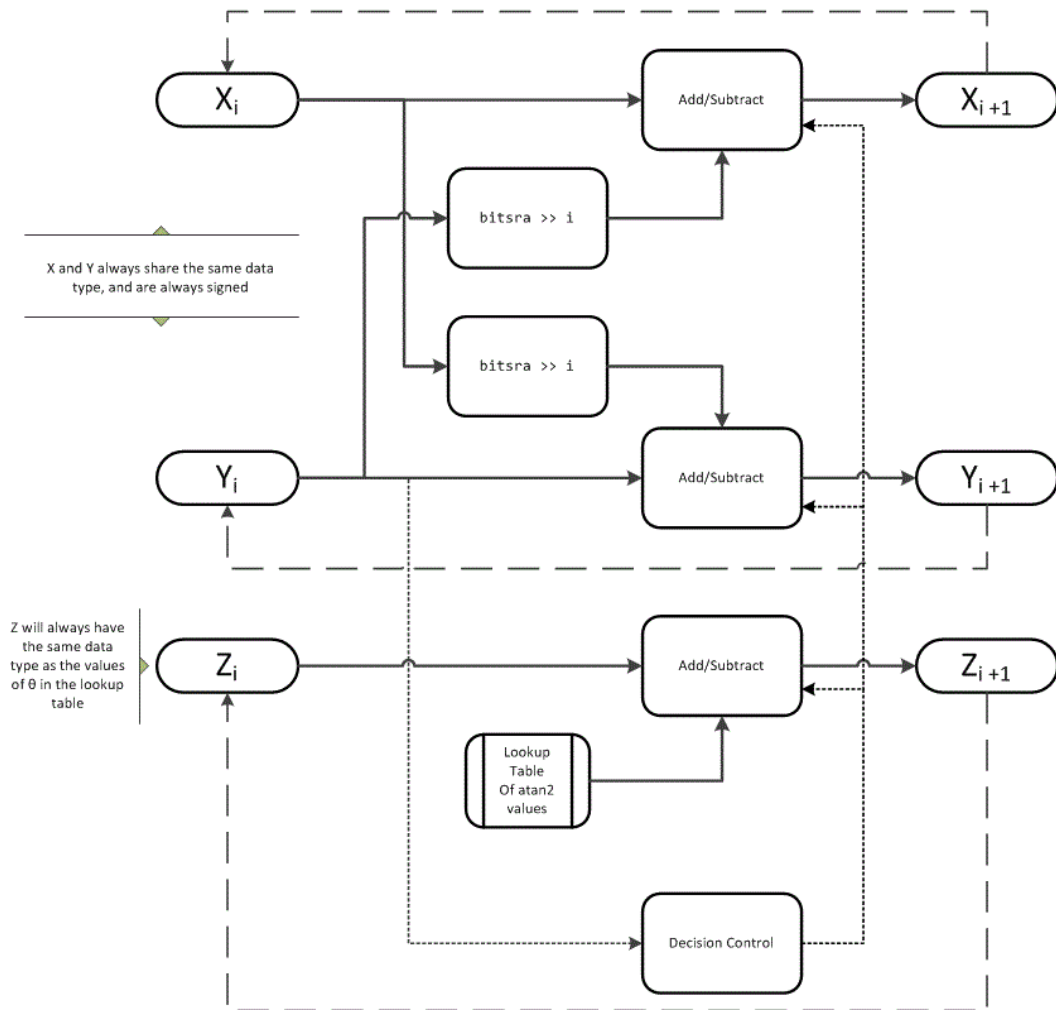 Xᵢ
Add/Subtract
Xᵢ₊₁
bitsra >> i
X and Y always share the same data
type, and are always signed
bitsra >> i
Yᵢ
Add/Subtract
Yᵢ₊₁
Z will always have
the same data
type as the values
of θ in the lookup
table
Zᵢ
Add/Subtract
Zᵢ₊₁
Lookup
Table
Of atan2
values
Decision Control